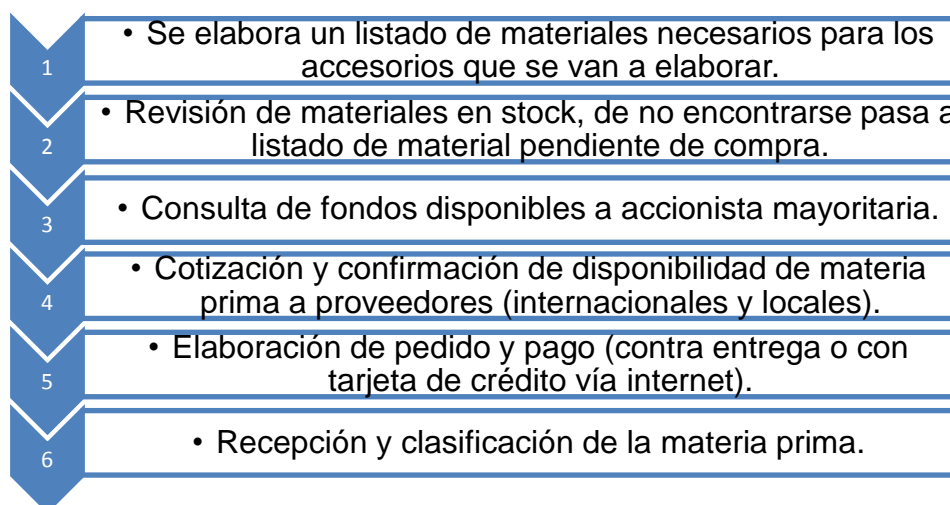 1
• Se elabora un listado de materiales necesarios para los
accesorios que se van a elaborar.
2
• Revisión de materiales en stock, de no encontrarse pasa a
listado de material pendiente de compra.
3
• Consulta de fondos disponibles a accionista mayoritaria.
4
• Cotización y confirmación de disponibilidad de materia
prima a proveedores (internacionales y locales).
5
• Elaboración de pedido y pago (contra entrega o con
tarjeta de crédito vía internet).
6
• Recepción y clasificación de la materia prima.